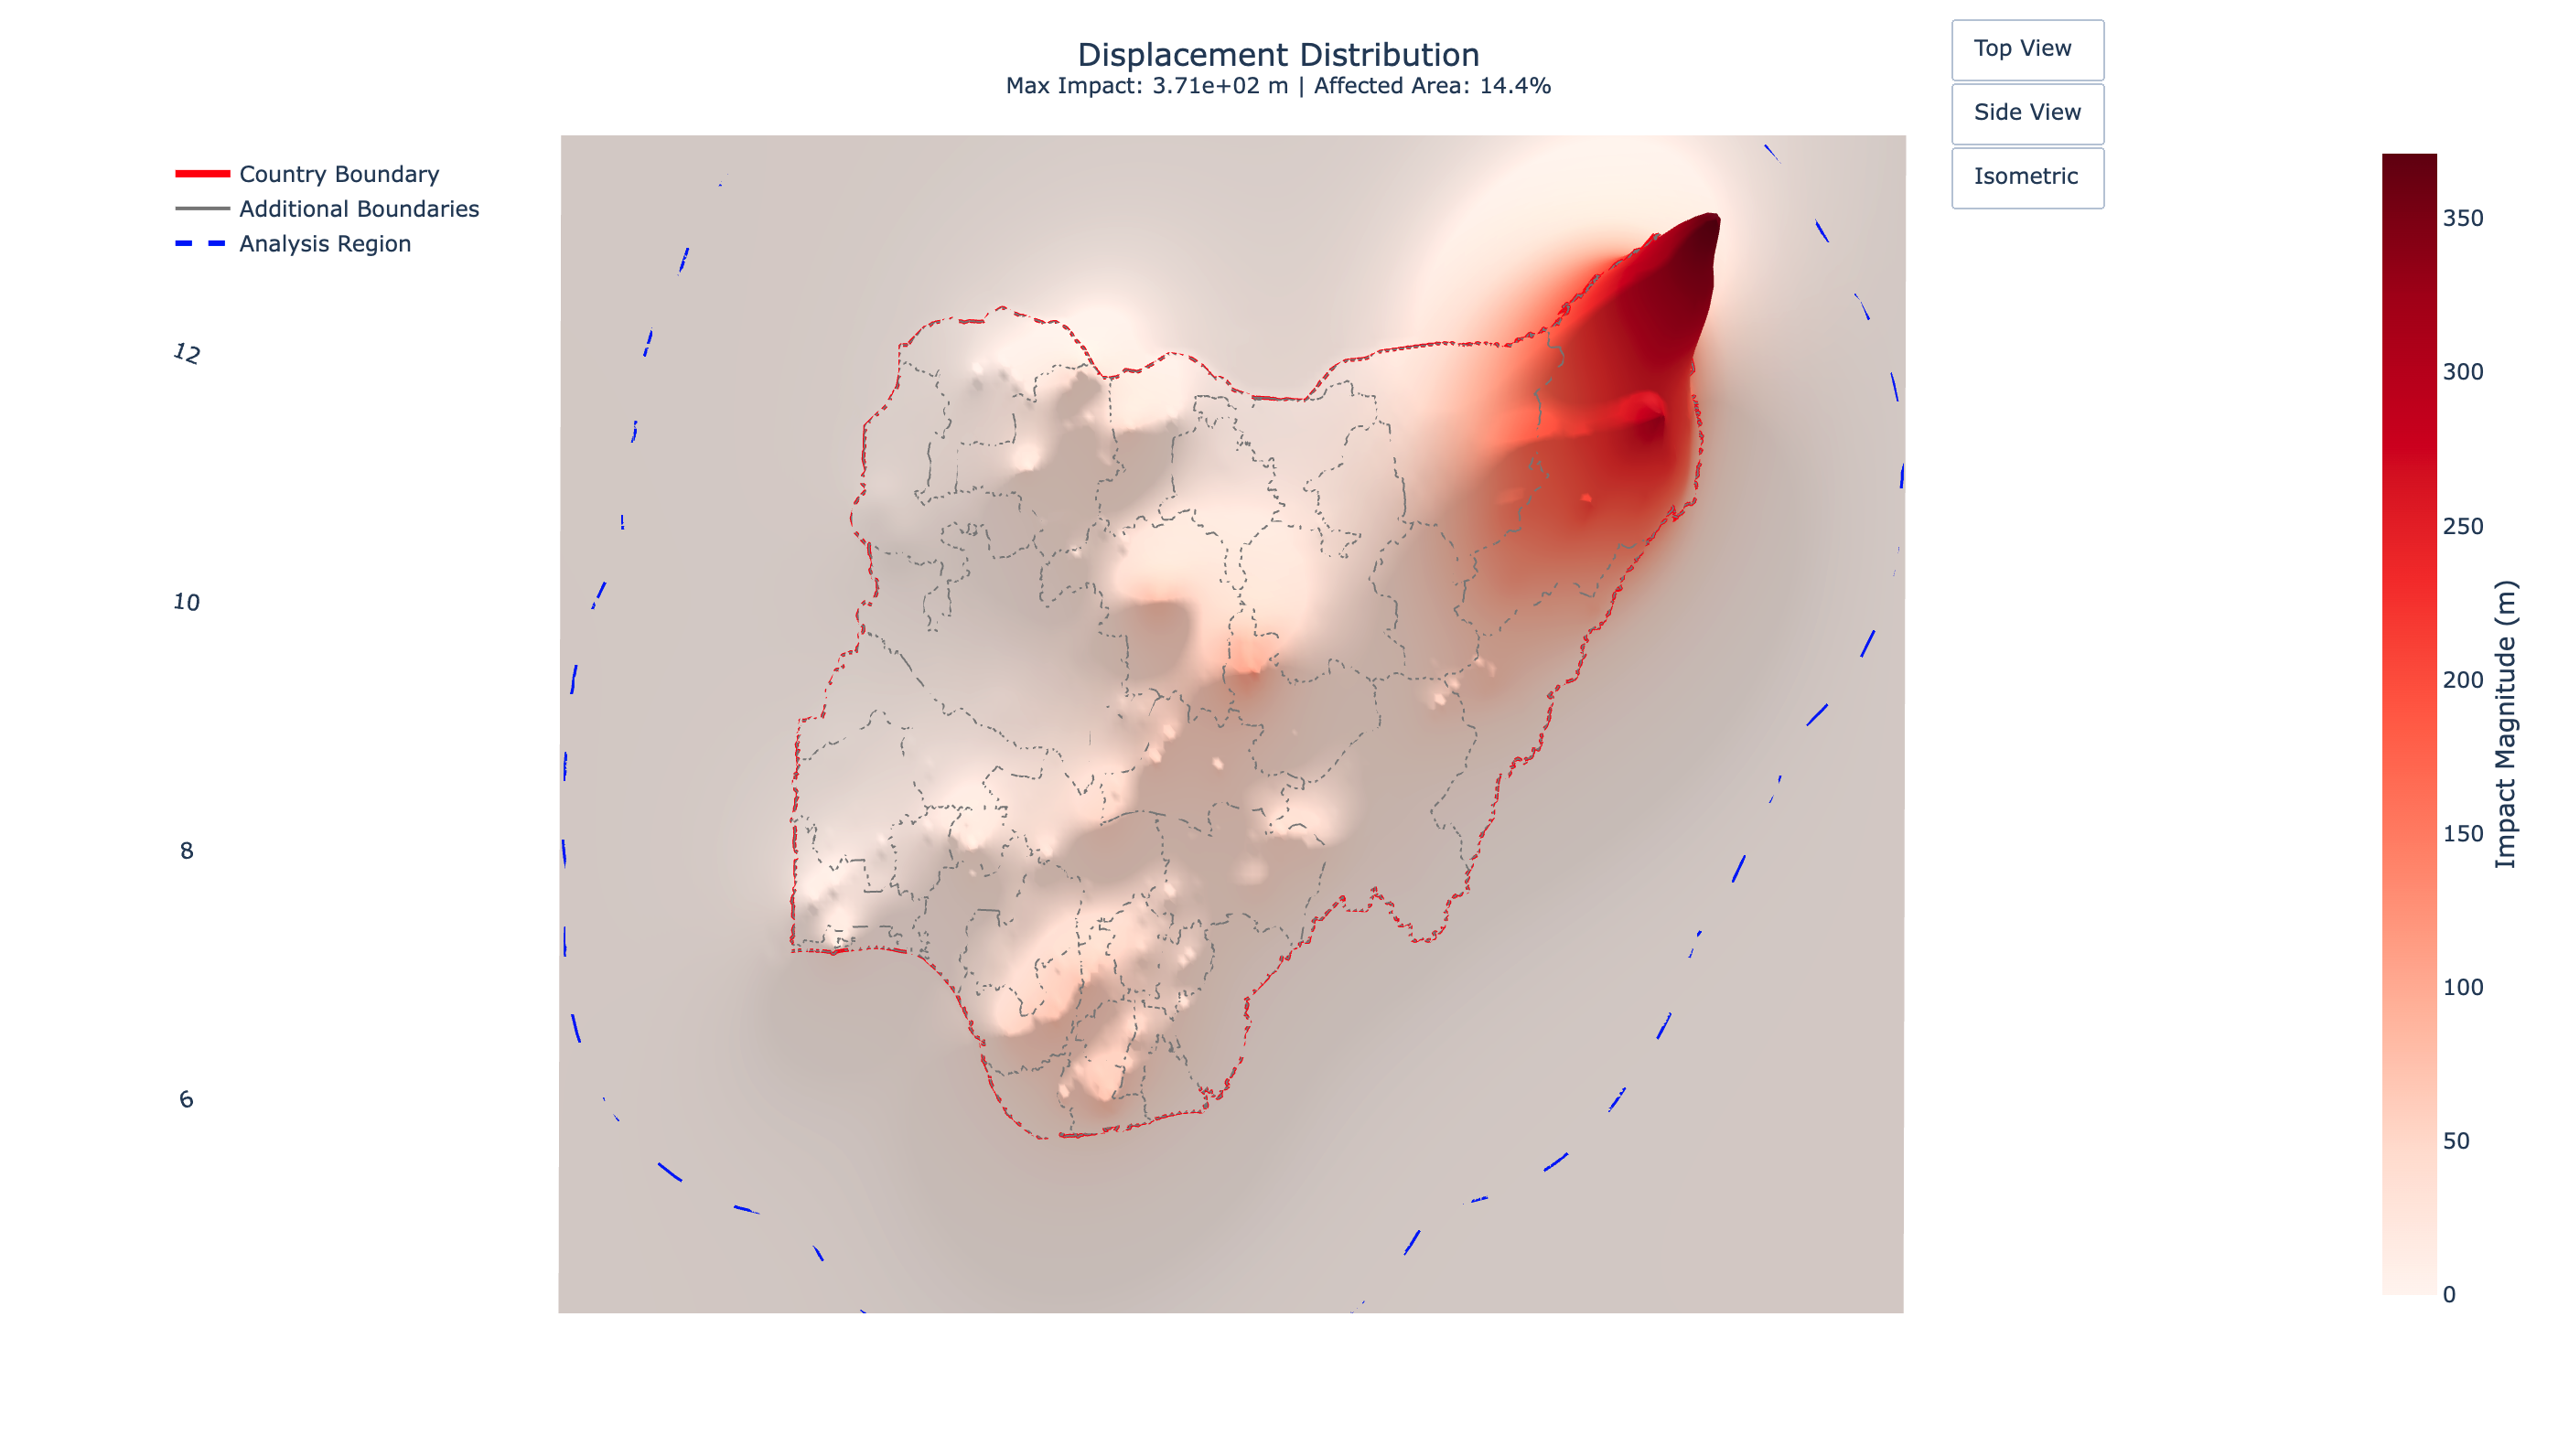 Displacement Distribution
Max Impact: 3.71e+02 m | Affected Area: 14.4%
Top View
Side View
Isometric
Country Boundary
Additional Boundaries
Analysis Region
12
10
8
6
350
300
250
200
150
100
50
0
Impact Magnitude (m)